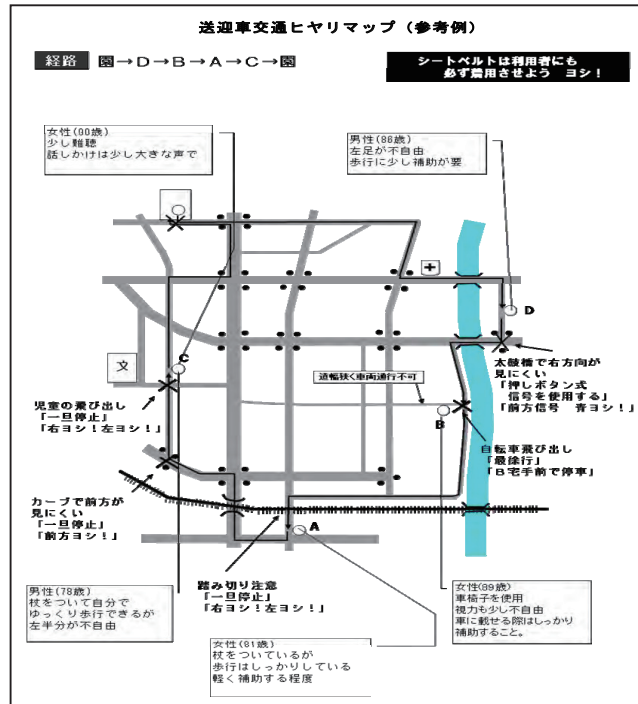 送迎車交通ヒヤリマップ（参考例）
経路 園→D→B→A→C→園
シートベルトは利用者にも
必ず着用させよう ヨシ！
女性(90歳)
少し難聴
話しかけは少し大きな声で
男性(86歳)
左足が不自由
歩行に少し補助が要
D
文
C
太鼓橋で右方向が
見にくい
「押しボタン式
信号を使用する」
「前方信号 青ヨシ！」
道幅狭く車両通行不可
B
児童の飛び出し
「一旦停止」
「右ヨシ！左ヨシ！」
自転車飛び出し
「最徐行」
「B宅手前で停車」
カーブで前方が
見にくい
「一旦停止」
「前方ヨシ！」
A
踏み切り注意
「一旦停止」
「右ヨシ！左ヨシ！」
男性(78歳)
杖をついて自分で
ゆっくり歩行できるが
左半分が不自由
女性(89歳)
車椅子を使用
視力も少し不自由
車に載せる際はしっかり
補助すること。
女性(81歳)
杖をついているが
歩行はしっかりしている
軽く補助する程度